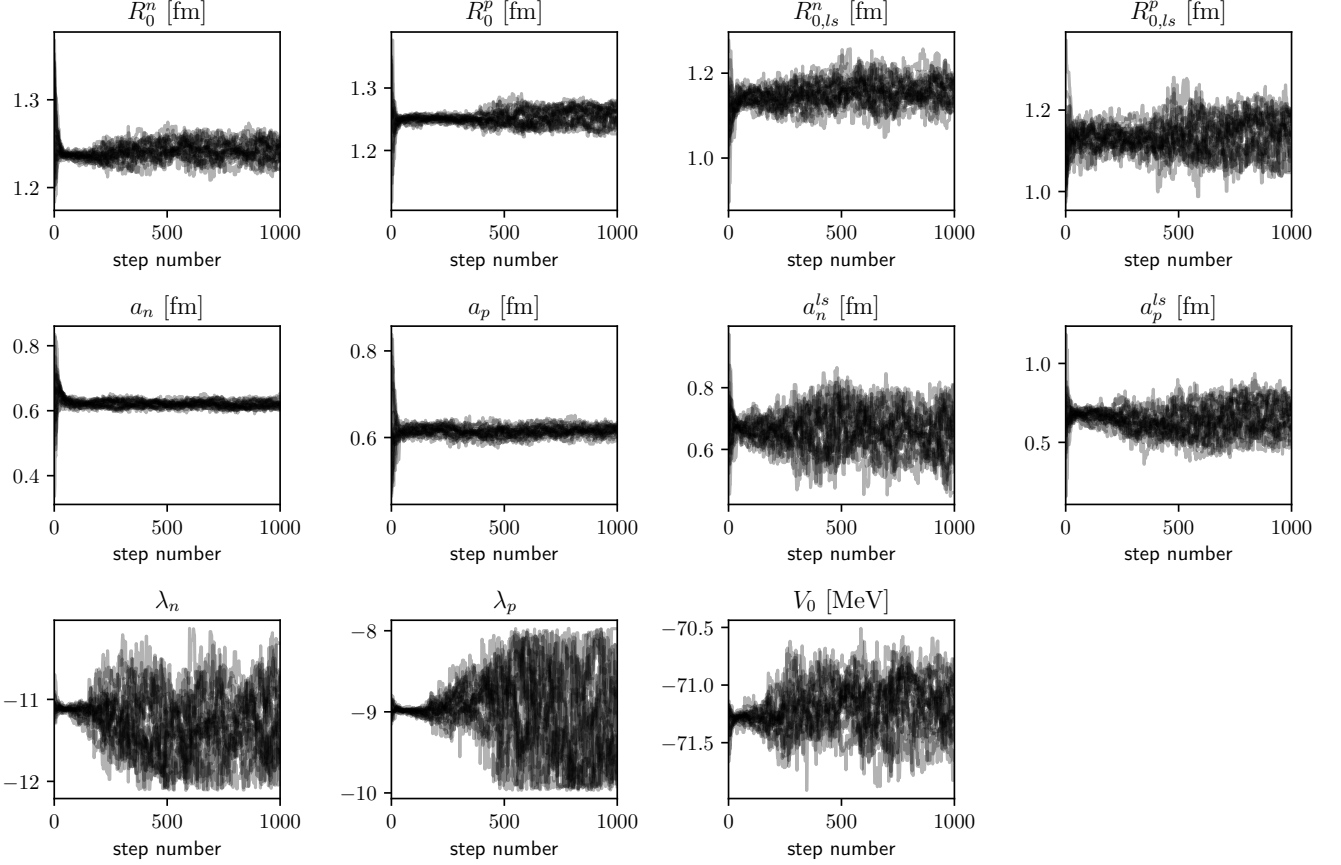 R_0^n [fm] R_0^p [fm] R_{0,ls}^n [fm] R_{0,ls}^p [fm]
1.3 1.3 1.2 1.2
1.2 1.2 1.0 1.0
0 500 1000 0 500 1000 0 500 1000 0 500 1000
step number step number step number step number
a_n [fm] a_p [fm] a_n^{ls} [fm] a_p^{ls} [fm]
0.8 0.8 0.8 1.0
0.6 0.6 0.6 0.5
0.4
0 500 1000 0 500 1000 0 500 1000 0 500 1000
step number step number step number step number
λ_n λ_p V_0 [MeV]
−11 −8 −70.5
−12 −9 −71.0
−10 −71.5
0 500 1000 0 500 1000 0 500 1000
step number step number step number